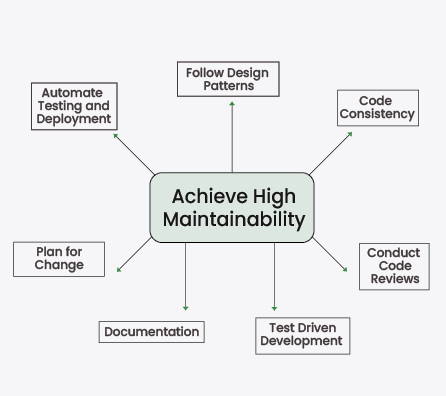 Follow Design
Patterns
Automate
Testing and
Deployment
Code
Consistency
Achieve High
Maintainability
Plan for
Change
Conduct
Code
Reviews
Documentation
Test Driven
Development